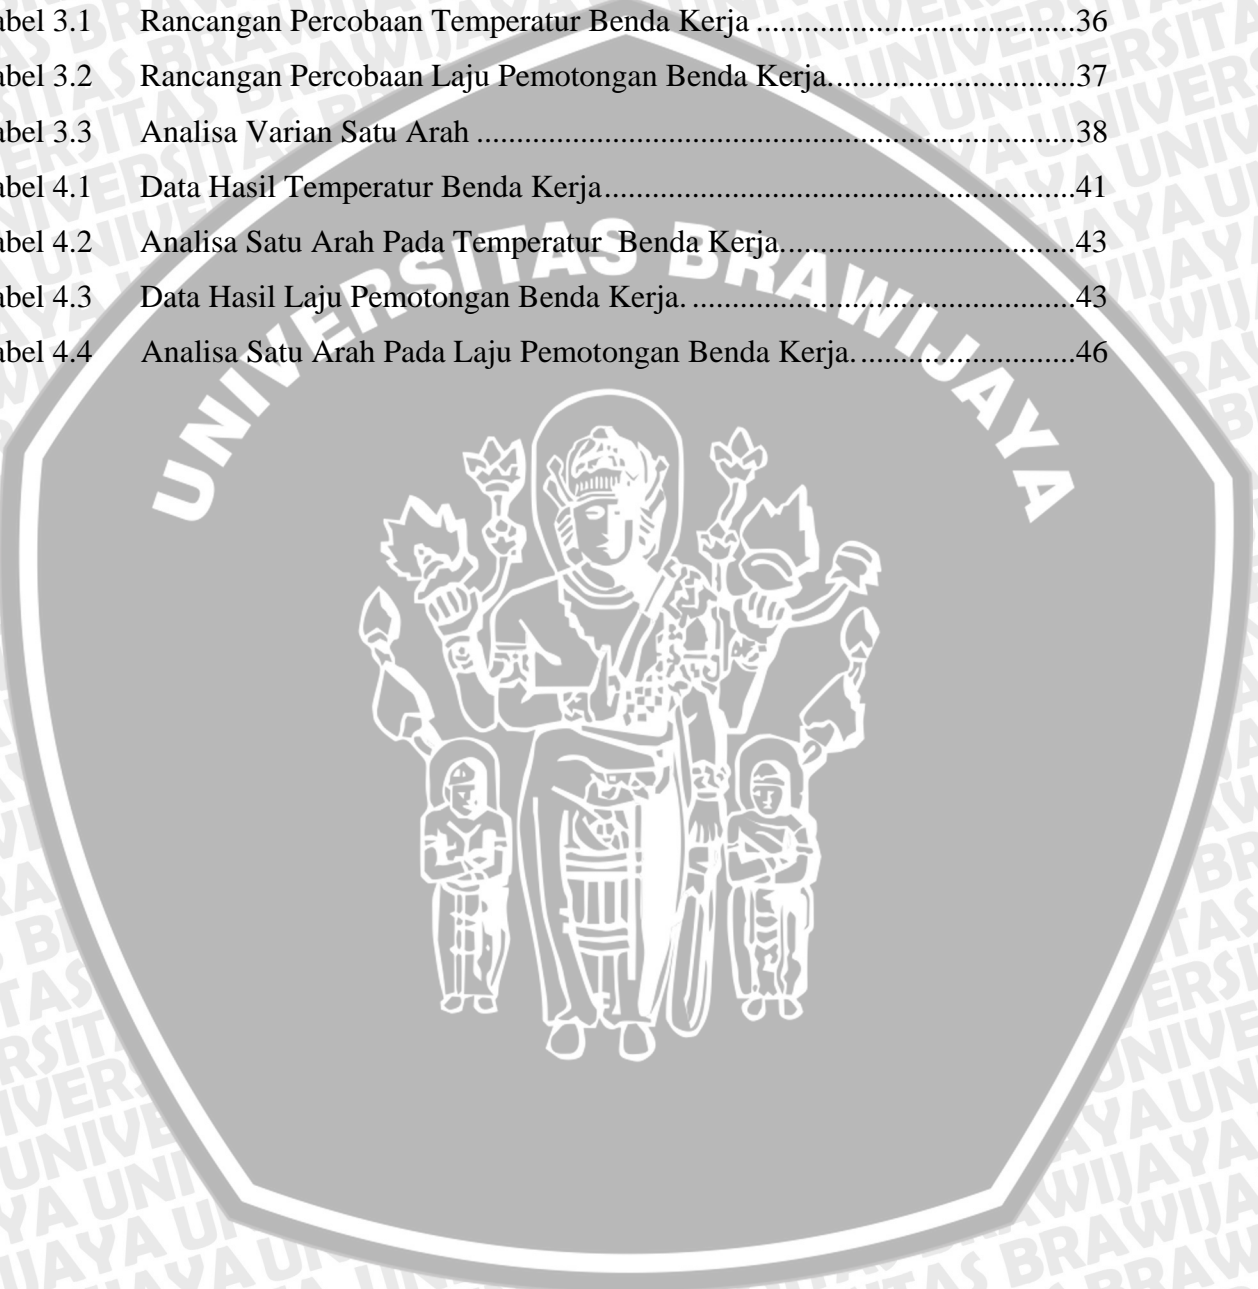 abel 3.1 Rancangan Percobaan Temperatur Benda Kerja ........................................36
abel 3.2 Rancangan Percobaan Laju Pemotongan Benda Kerja...............................37
abel 3.3 Analisa Varian Satu Arah ...........................................................................38
abel 4.1 Data Hasil Temperatur Benda Kerja...........................................................41
abel 4.2 Analisa Satu Arah Pada Temperatur Benda Kerja.....................................43
abel 4.3 Data Hasil Laju Pemotongan Benda Kerja. ................................................43
abel 4.4 Analisa Satu Arah Pada Laju Pemotongan Benda Kerja. ...........................46
UNIVERSITAS BRAWIJAYA